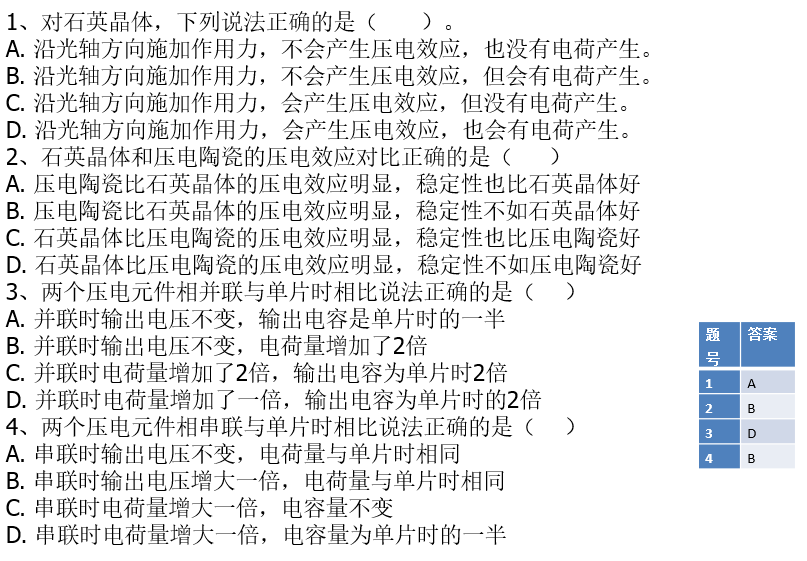 1、对石英晶体，下列说法正确的是（      ）。
A. 沿光轴方向施加作用力，不会产生压电效应，也没有电荷产生。
B. 沿光轴方向施加作用力，不会产生压电效应，但会有电荷产生。
C. 沿光轴方向施加作用力，会产生压电效应，但没有电荷产生。
D. 沿光轴方向施加作用力，会产生压电效应，也会有电荷产生。
2、石英晶体和压电陶瓷的压电效应对比正确的是（     ）
A. 压电陶瓷比石英晶体的压电效应明显，稳定性也比石英晶体好
B. 压电陶瓷比石英晶体的压电效应明显，稳定性不如石英晶体好
C. 石英晶体比压电陶瓷的压电效应明显，稳定性也比压电陶瓷好
D. 石英晶体比压电陶瓷的压电效应明显，稳定性不如压电陶瓷好
3、两个压电元件相并联与单片时相比说法正确的是（    ）
A. 并联时输出电压不变，输出电容是单片时的一半
B. 并联时输出电压不变，电荷量增加了2倍
C. 并联时电荷量增加了2倍，输出电容为单片时2倍
D. 并联时电荷量增加了一倍，输出电容为单片时的2倍
4、两个压电元件相串联与单片时相比说法正确的是（    ）
A. 串联时输出电压不变，电荷量与单片时相同
B. 串联时输出电压增大一倍，电荷量与单片时相同
C. 串联时电荷量增大一倍，电容量不变
D. 串联时电荷量增大一倍，电容量为单片时的一半
题号 答案
1 A
2 B
3 D
4 B